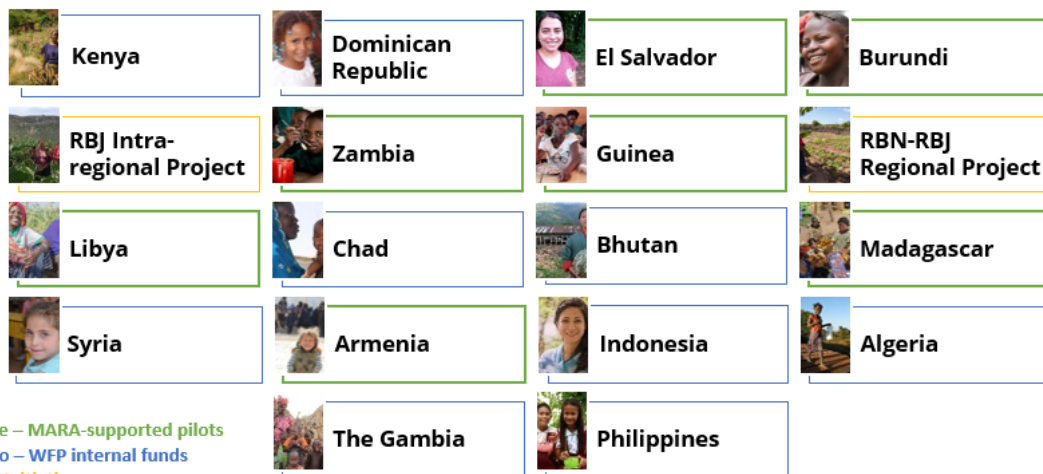 Kenya
Dominican
Republic
El Salvador
Burundi
RBJ Intra-
regional Project
Zambia
Guinea
RBN-RBJ
Regional Project
Libya
Chad
Bhutan
Madagascar
Syria
Armenia
Indonesia
Algeria
The Gambia
Philippines
e – MARA-supported pilots
o – WFP internal funds